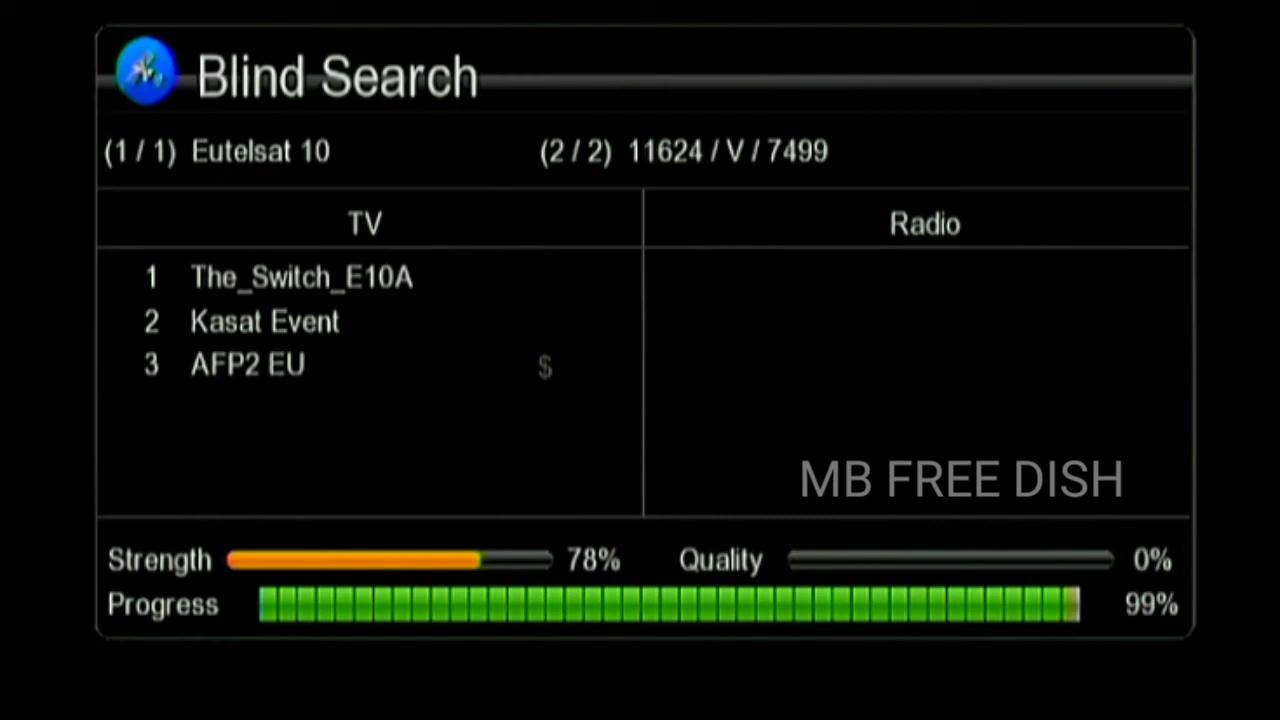 Blind Search
(1 / 1) Eutelsat 10 (2 / 2) 11624 / V / 7499
TV Radio
1 The_Switch_E10A
2 Kasat Event
3 AFP2 EU $
MB FREE DISH
Strength 78% Quality 0%
Progress 99%